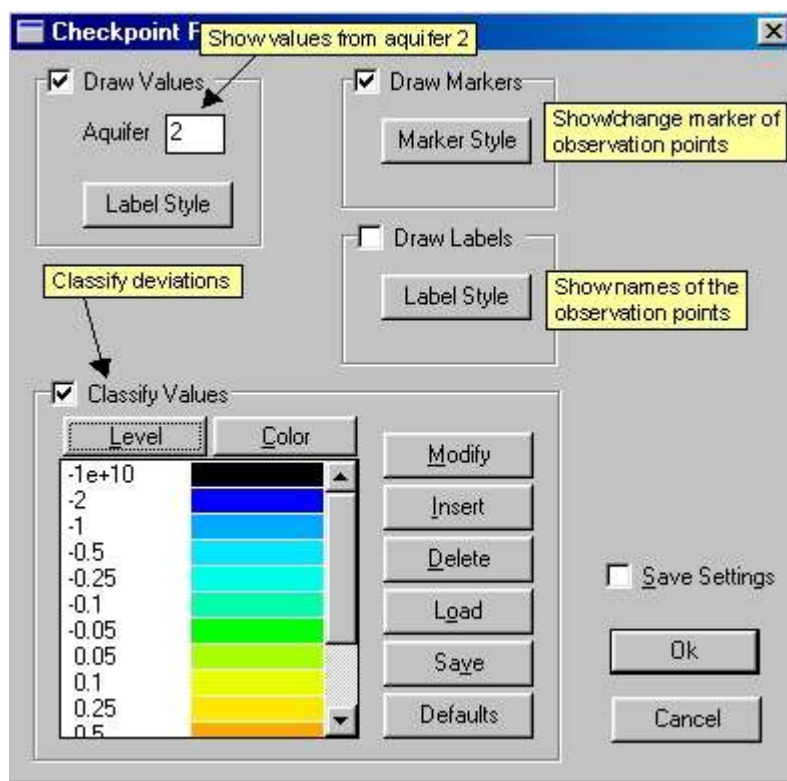 Checkpoint F
Show values from aquifer 2
Draw Values
Aquifer 2
Label Style
Draw Markers
Marker Style
Show/change marker of
observation points
Draw Labels
Label Style
Show names of the
observation points
Classify deviations
Classify Values
Level
Color
-1e+10
-2
-1
-0.5
-0.25
-0.1
-0.05
0.05
0.1
0.25
0.5
Modify
Insert
Delete
Load
Save
Defaults
Save Settings
Ok
Cancel